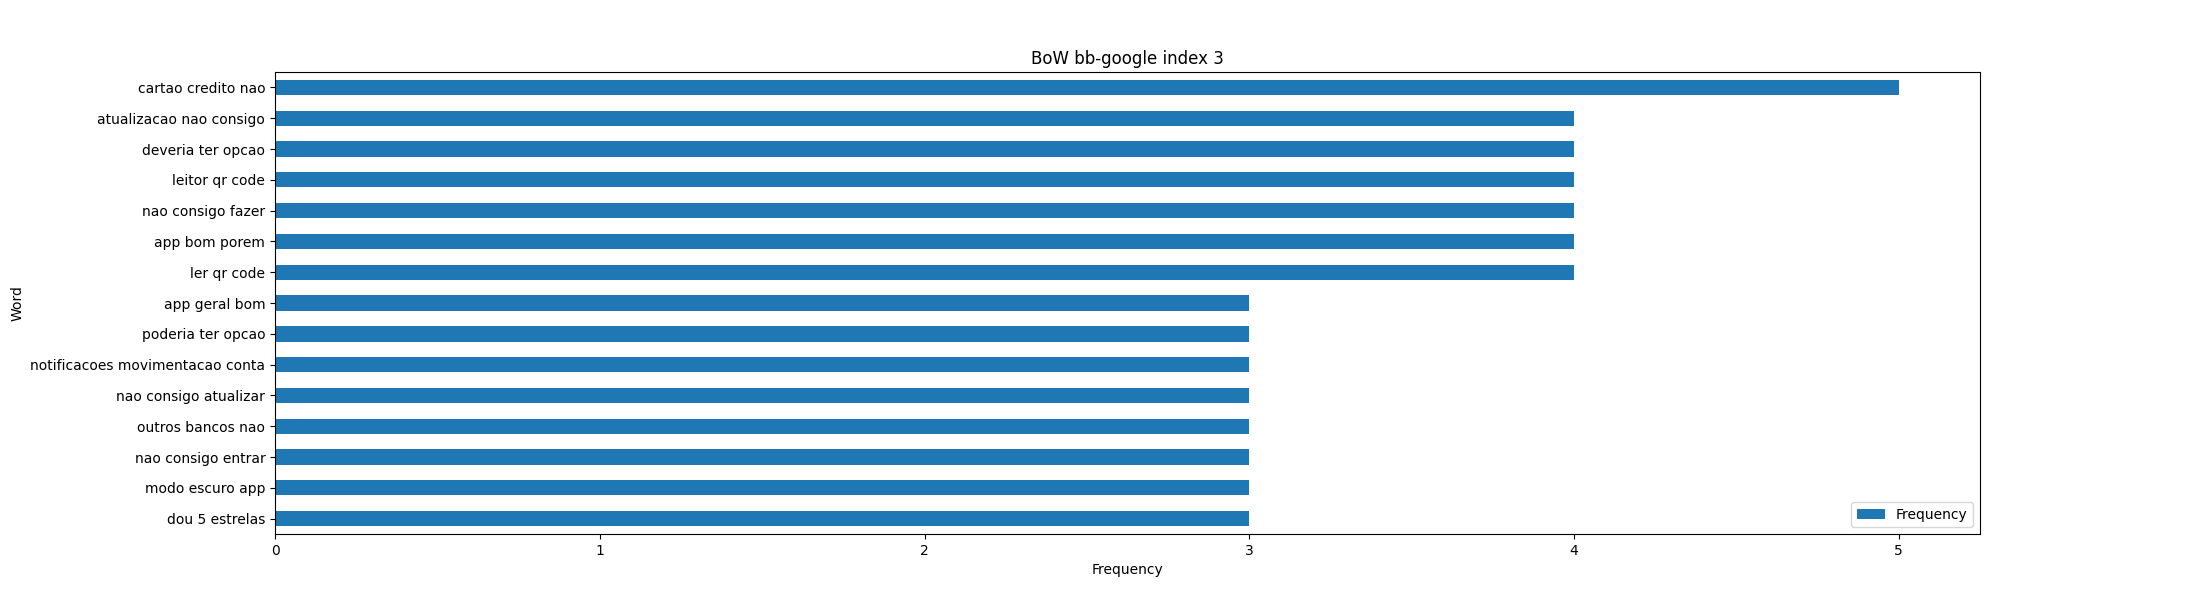 BoW bb-google index 3
cartao credito nao
atualizacao nao consigo
deveria ter opcao
leitor qr code
nao consigo fazer
app bom porem
ler qr code
app geral bom
poderia ter opcao
notificacoes movimentacao conta
nao consigo atualizar
outros bancos nao
nao consigo entrar
modo escuro app
dou 5 estrelas
Word
Frequency
0 1 2 3 4 5
Frequency